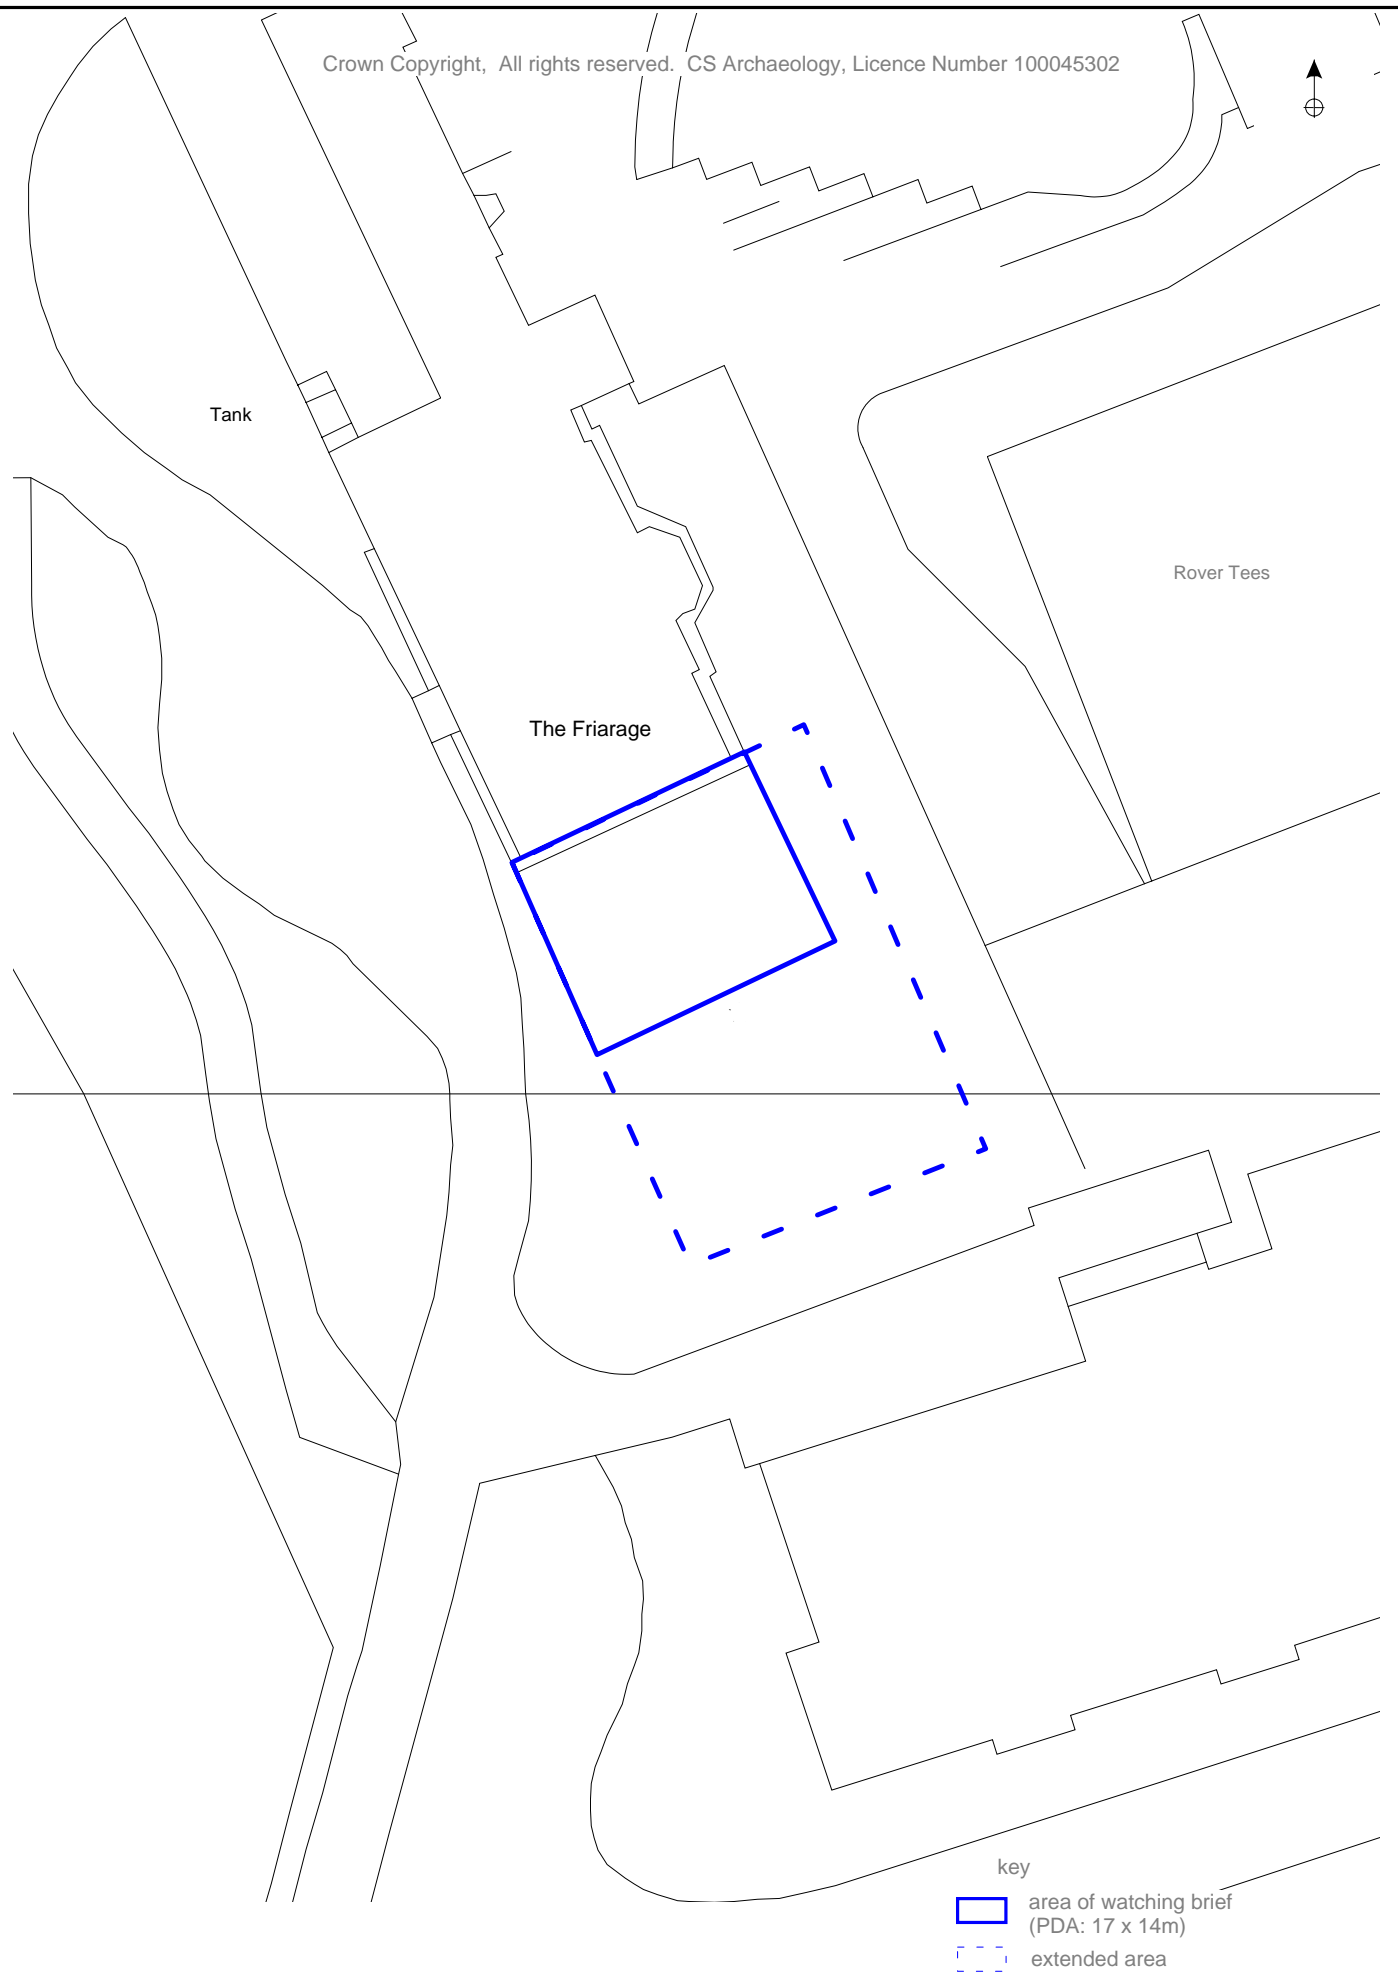 Crown Copyright, All rights reserved. CS Archaeology, Licence Number 100045302
Tank
Rover Tees
The Friarage
key
area of watching brief
(PDA: 17 x 14m)
extended area